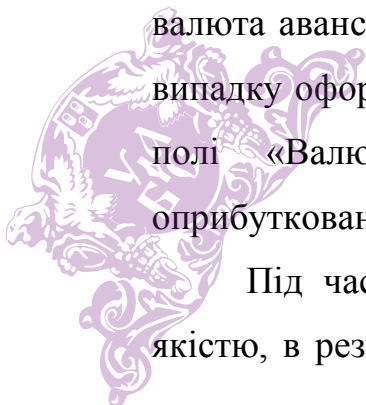 валюта аванс
випадку офор
полі «Валю
оприбуткован
Під час
якістю, в рез